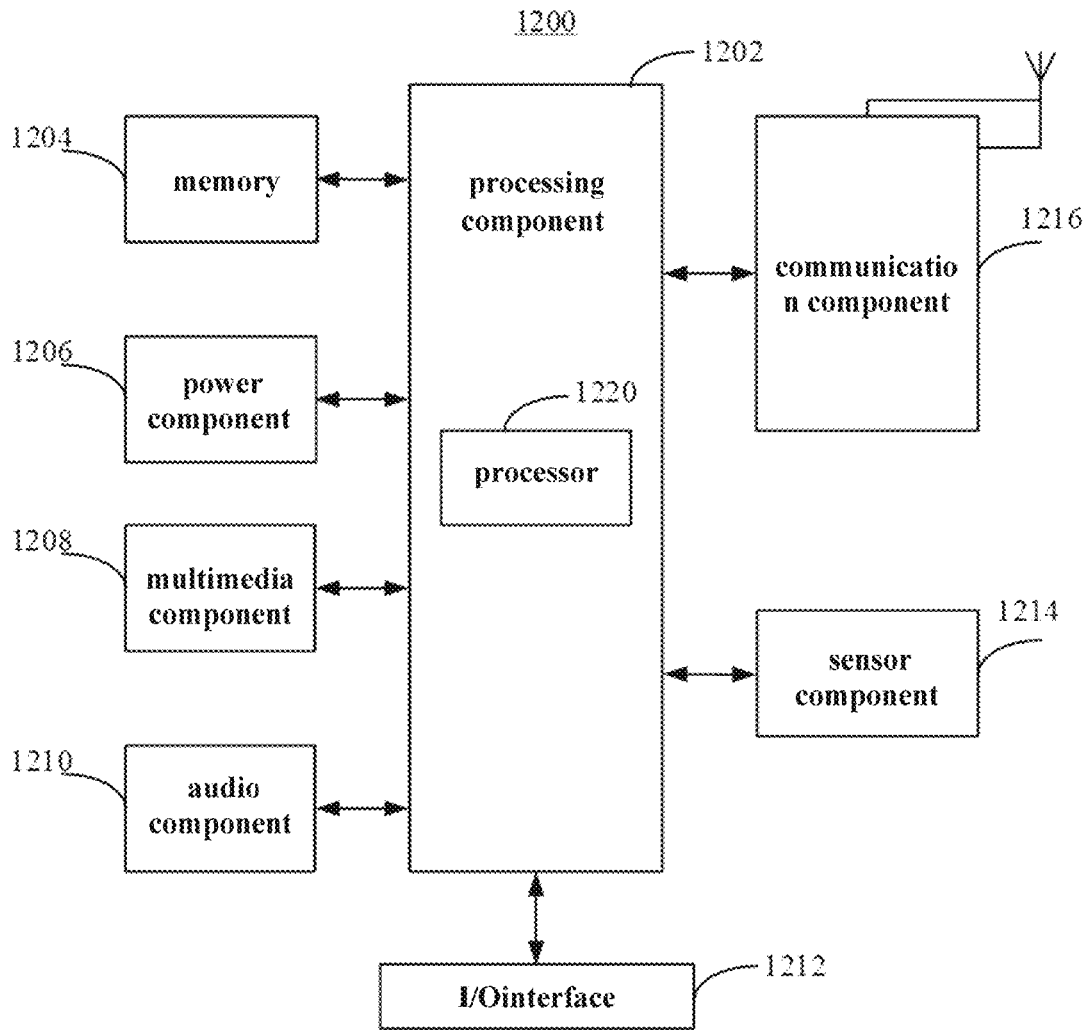 1200
1202
1204
memory
processing
component
1216
communicatio
n component
1206
power
component
1220
processor
1208
multimedia
component
1214
sensor
component
1210
audio
component
1212
I/Ointerface